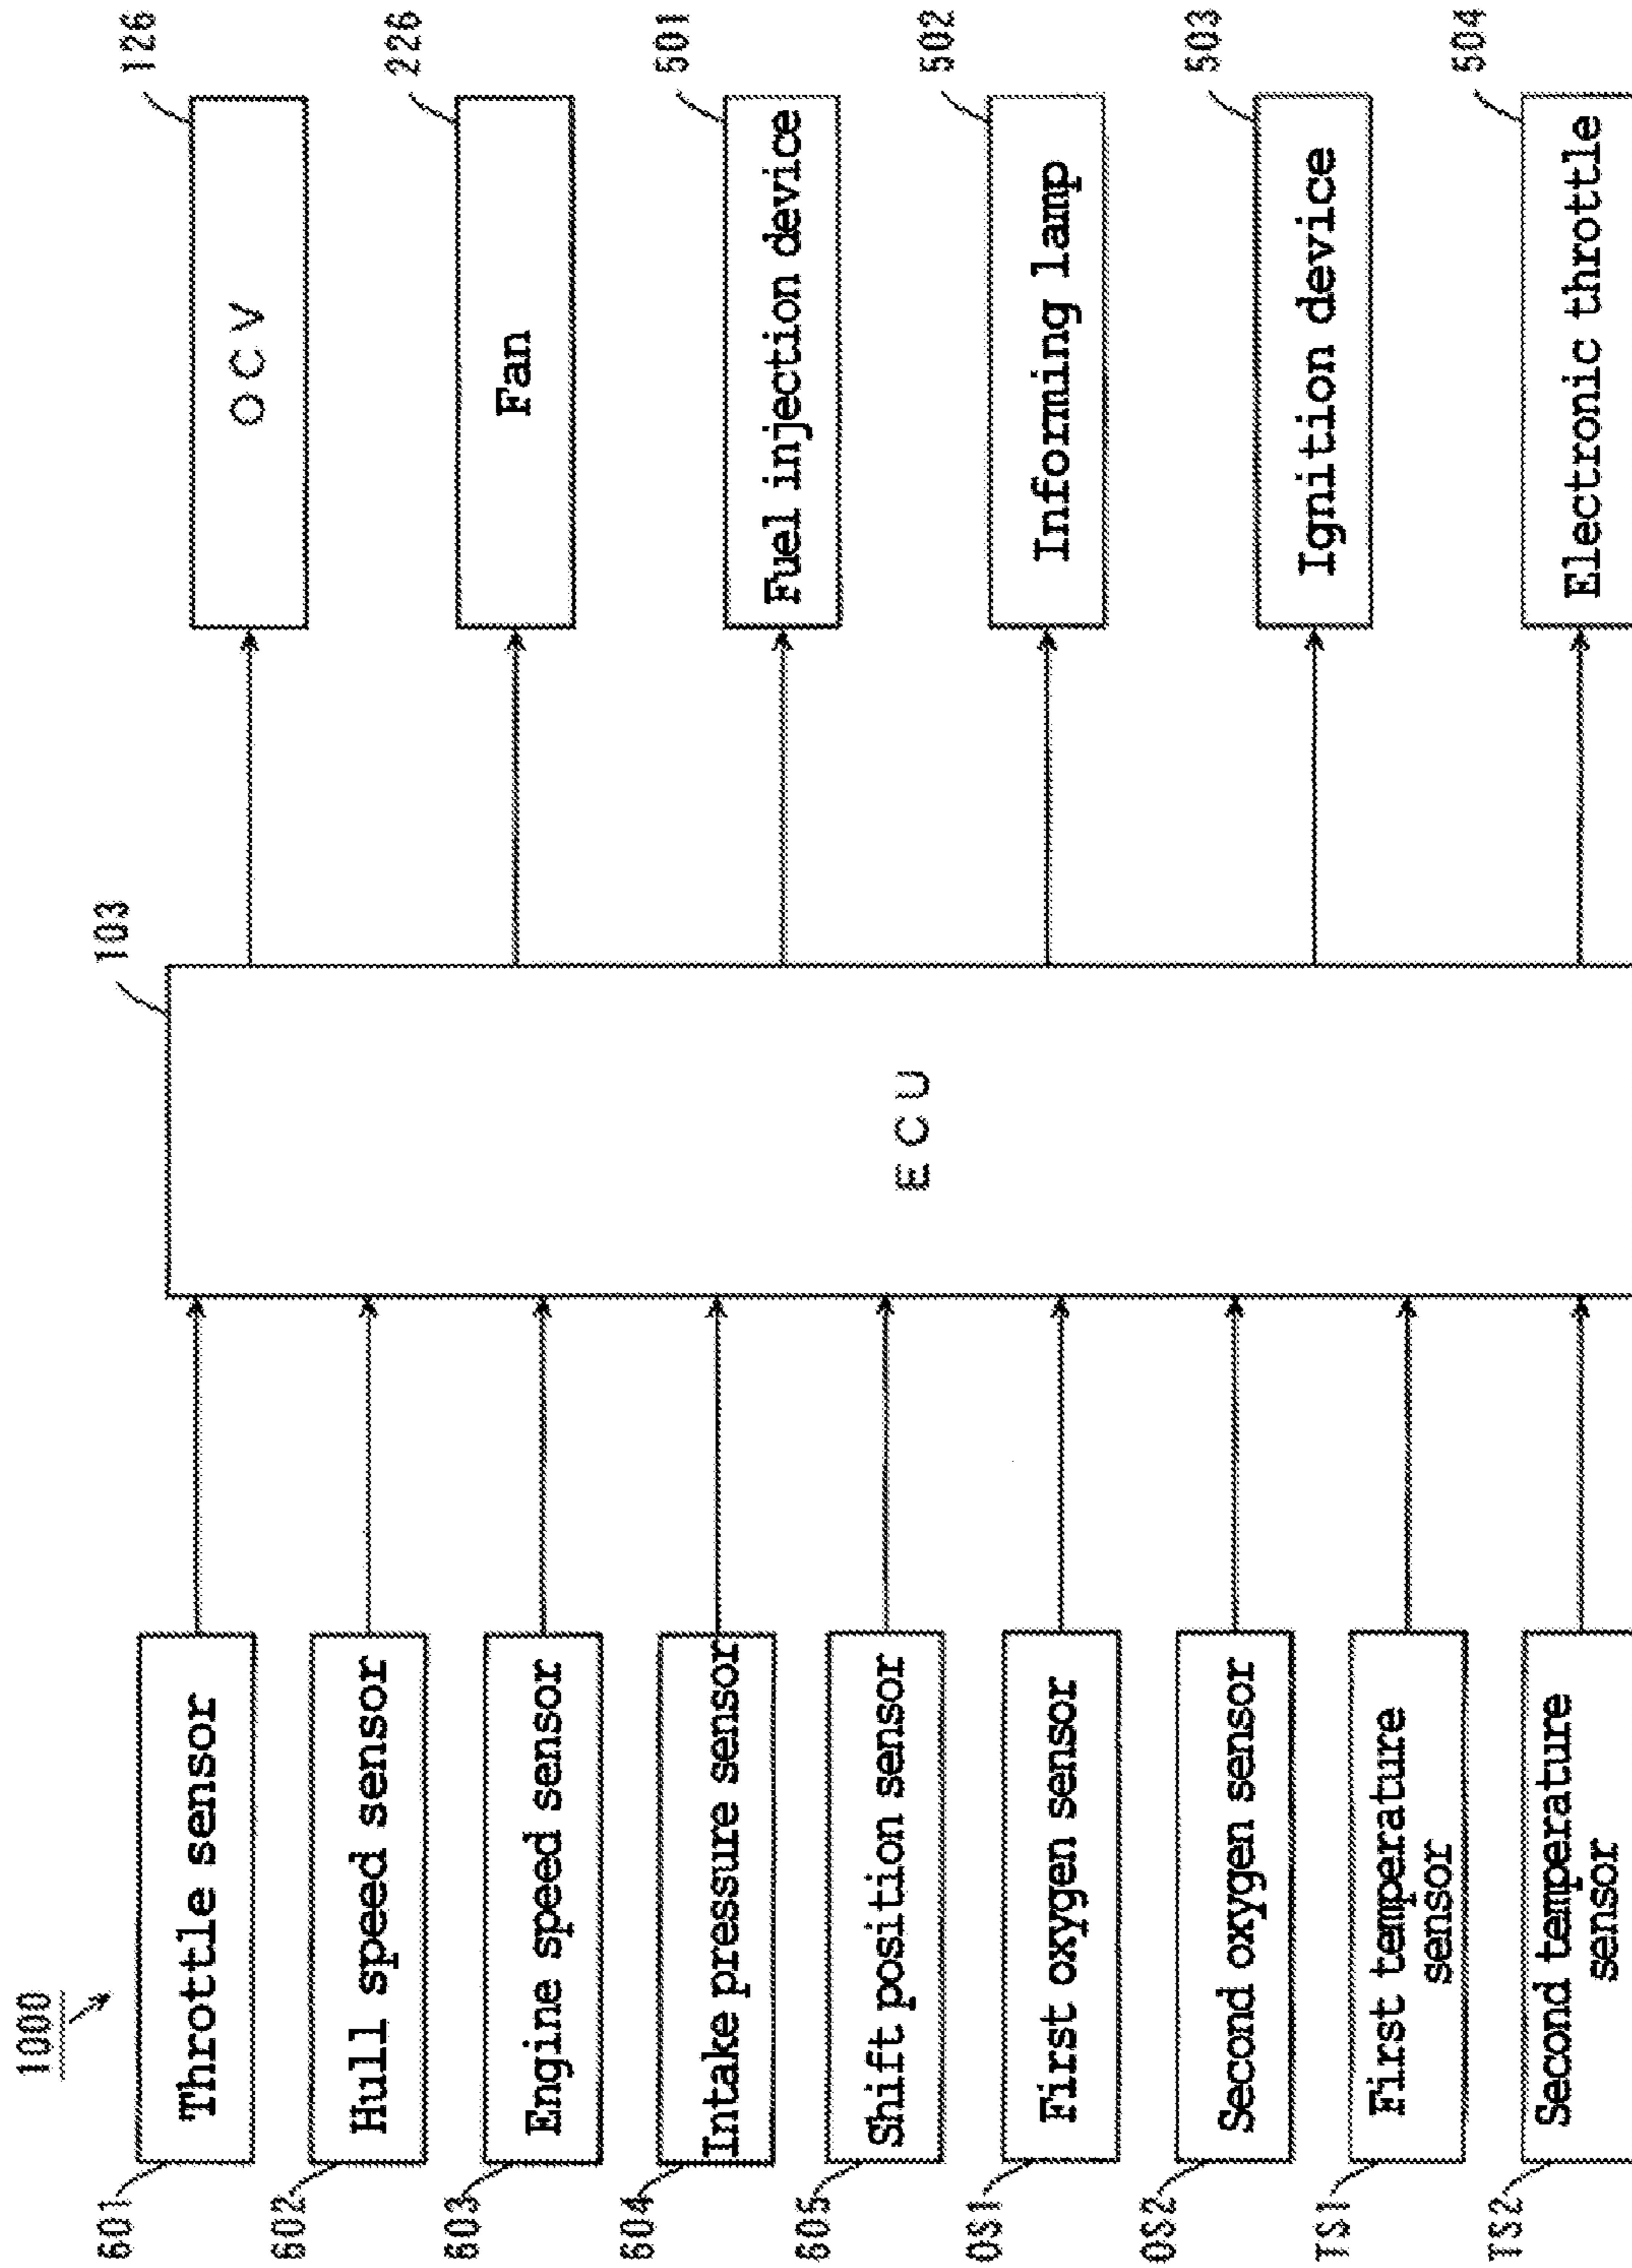 1000
601
Throttle sensor
602
Hull speed sensor
603
Engine speed sensor
604
Intake pressure sensor
605
Shift position sensor
OS1
First oxygen sensor
OS2
Second oxygen sensor
TS1
First temperature
sensor
TS2
Second temperature
sensor
103
ECU
126
OCV
226
Fan
501
Fuel injection device
502
Informing lamp
503
Ignition device
504
Electronic throttle